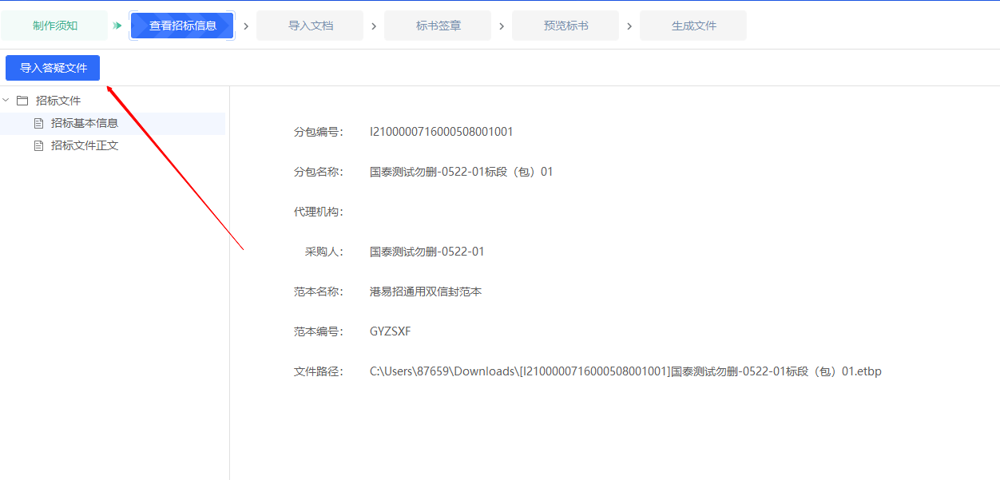 制作须知 查看招标信息 导入文档 标书签章 预览标书 生成文件
导入答疑文件
招标文件
招标基本信息
招标文件正文
分包编号： I2100000716000508001001
分包名称： 国泰测试勿删-0522-01标段（包）01
代理机构：
采购人： 国泰测试勿删-0522-01
范本名称： 港易招通用双信封范本
范本编号： GYZSXF
文件路径： C:\Users\87659\Downloads\[I2100000716000508001001]国泰测试勿删-0522-01标段（包）01.etbp